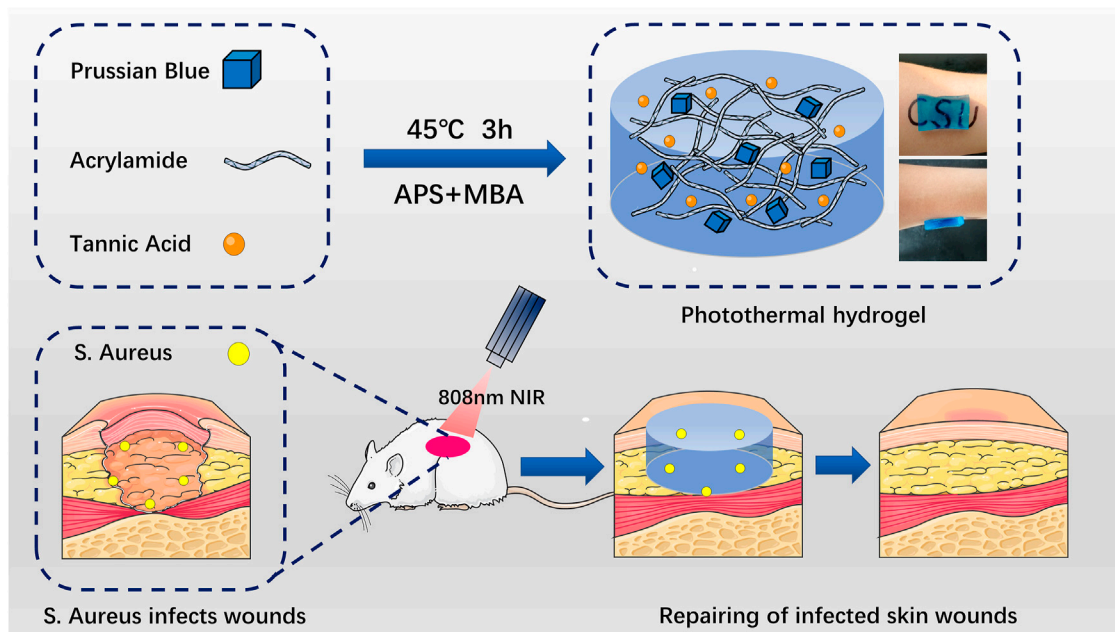 Prussian Blue
Acrylamide
Tannic Acid
45℃ 3h
APS+MBA
CSU
Photothermal hydrogel
S. Aureus
808nm NIR
S. Aureus infects wounds
Repairing of infected skin wounds